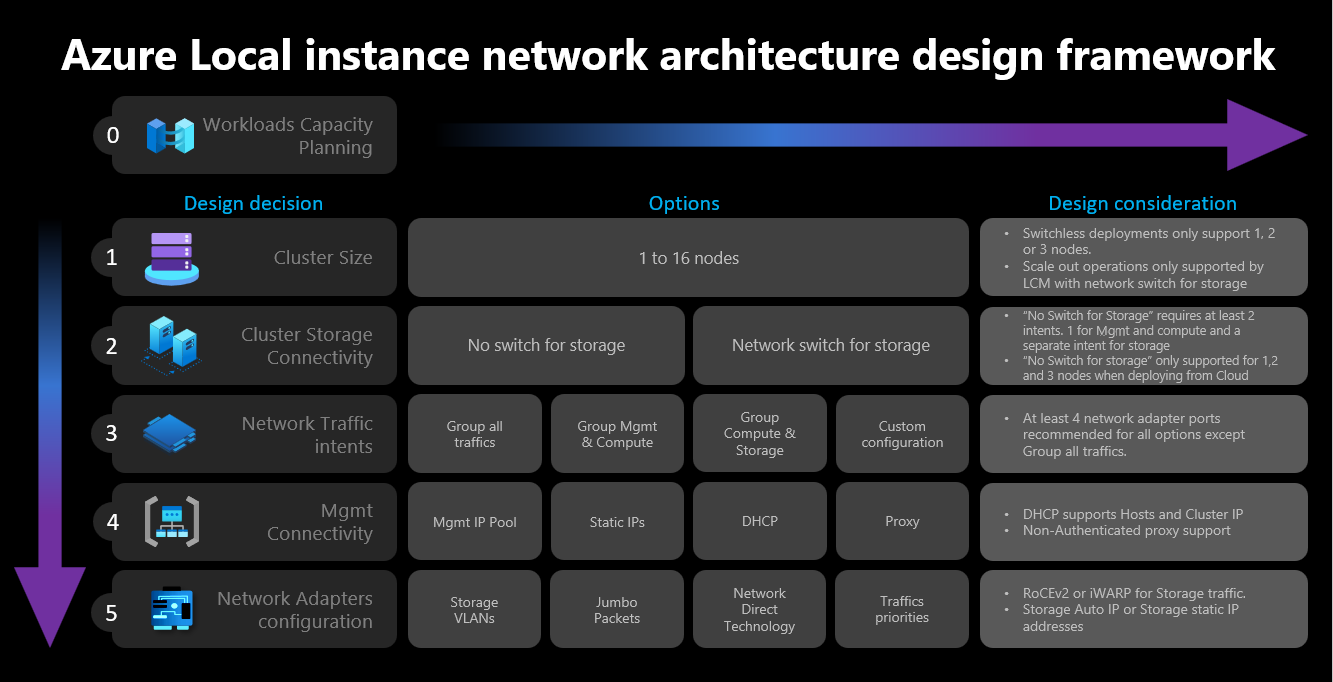 Azure Local instance network architecture design framework
0
Workloads Capacity
Planning
Design decision
Options
Design consideration
1
Cluster Size
1 to 16 nodes
• Switchless deployments only support 1, 2
or 3 nodes.
• Scale out operations only supported by
LCM with network switch for storage
2
Cluster Storage
Connectivity
No switch for storage
Network switch for storage
• “No Switch for Storage” requires at least 2
intents. 1 for Mgmt and compute and a
separate intent for storage
• “No Switch for storage” only supported for 1,2
and 3 nodes when deploying from Cloud
3
Network Traffic
intents
Group all
traffics
Group Mgmt
& Compute
Group
Compute &
Storage
Custom
configuration
• At least 4 network adapter ports
recommended for all options except
Group all traffics.
4
Mgmt
Connectivity
Mgmt IP Pool
Static IPs
DHCP
Proxy
• DHCP supports Hosts and Cluster IP
• Non-Authenticated proxy support
5
Network Adapters
configuration
Storage
VLANs
Jumbo
Packets
Network
Direct
Technology
Traffics
priorities
• RoCEv2 or iWARP for Storage traffic.
• Storage Auto IP or Storage static IP
addresses